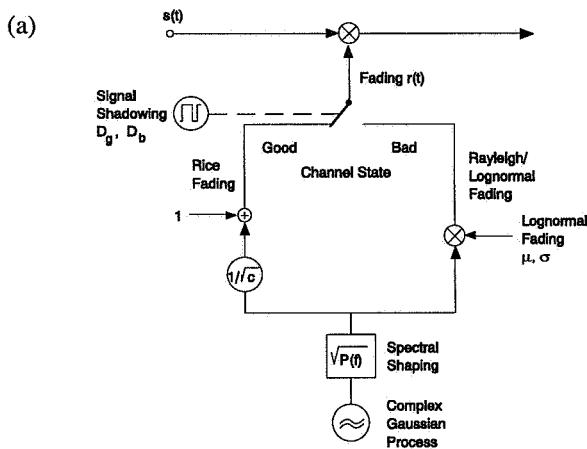 (a)
s(t)
Fading r(t)
Signal
Shadowing
D_g, D_b
Good
Bad
Channel State
Rice
Fading
Rayleigh/
Lognormal
Fading
1
Lognormal
Fading
μ, σ
1/√c
√P(f)
Spectral
Shaping
Complex
Gaussian
Process